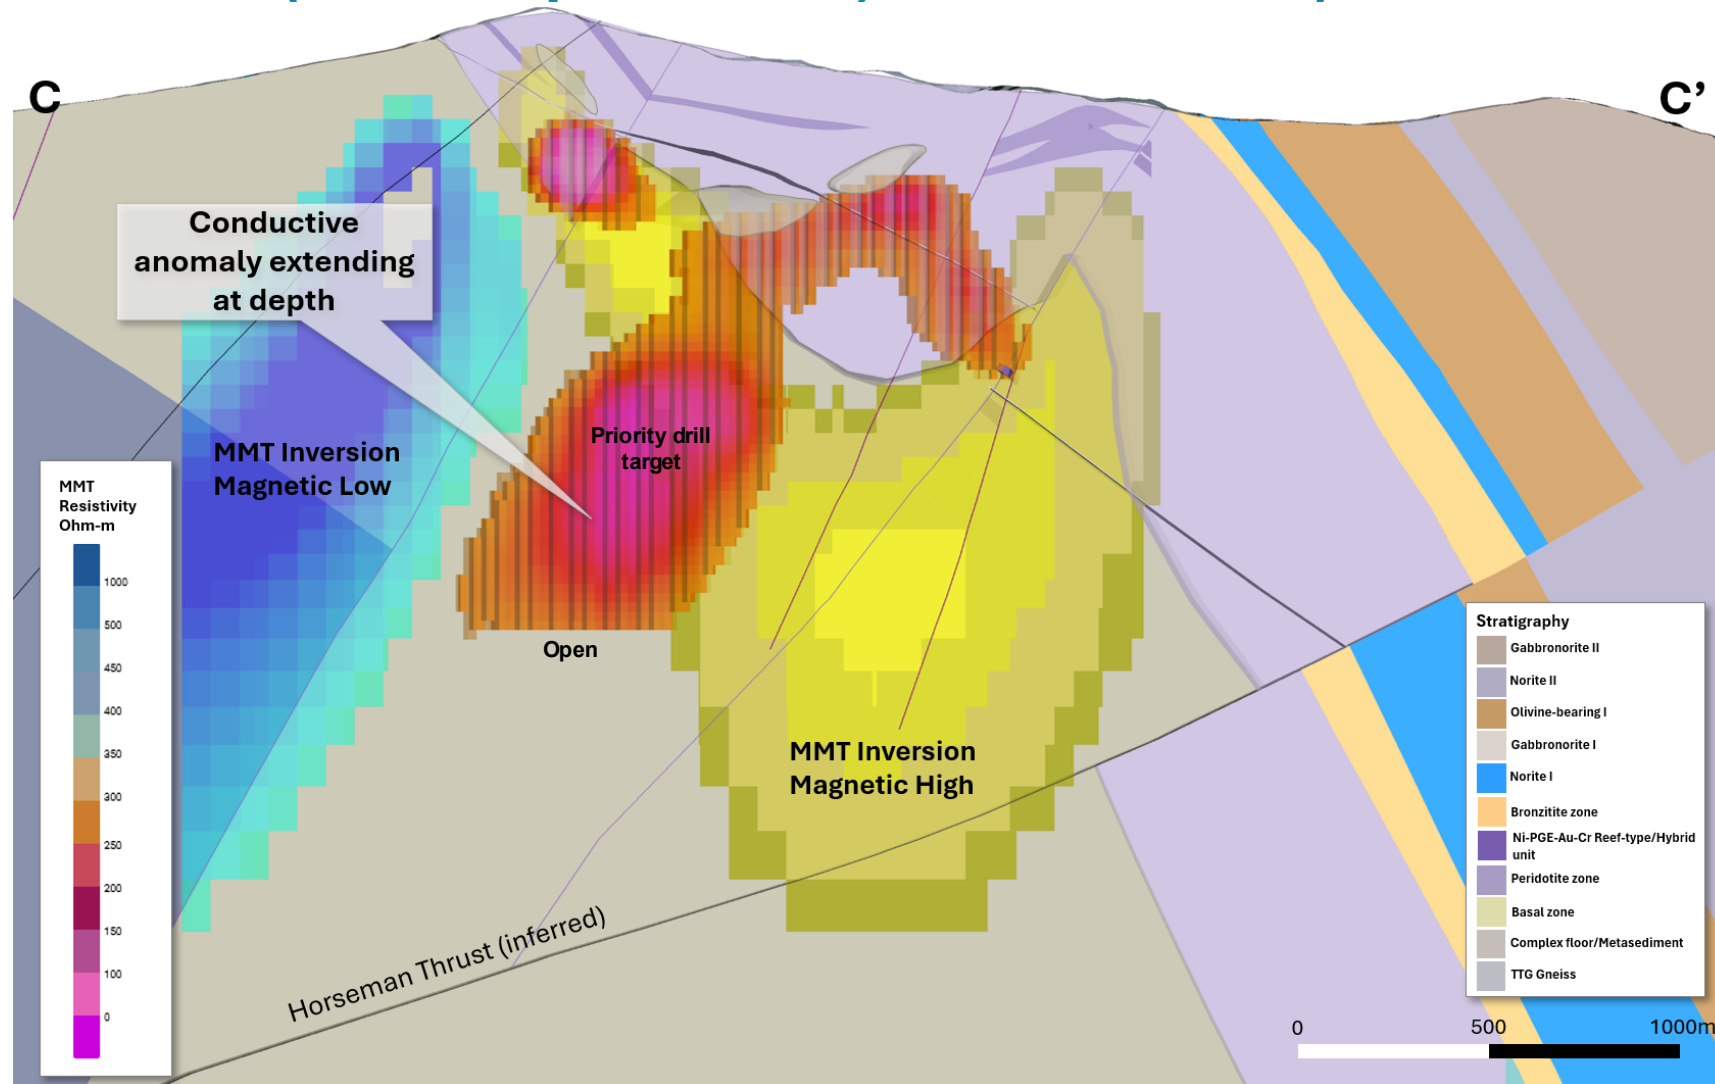 C
C’
Conductive
anomaly extending
at depth
Priority drill
target
MMT Inversion
Magnetic Low
Open
MMT Inversion
Magnetic High
Horseman Thrust (inferred)
MMT
Resistivity
Ohm-m
1000
500
450
400
350
300
250
200
150
100
0
Stratigraphy
Gabbronorite II
Norite II
Olivine-bearing I
Gabbronorite I
Norite I
Bronzitite zone
Ni-PGE-Au-Cr Reef-type/Hybrid
unit
Peridotite zone
Basal zone
Complex floor/Metasediment
TTG Gneiss
0 500 1000m